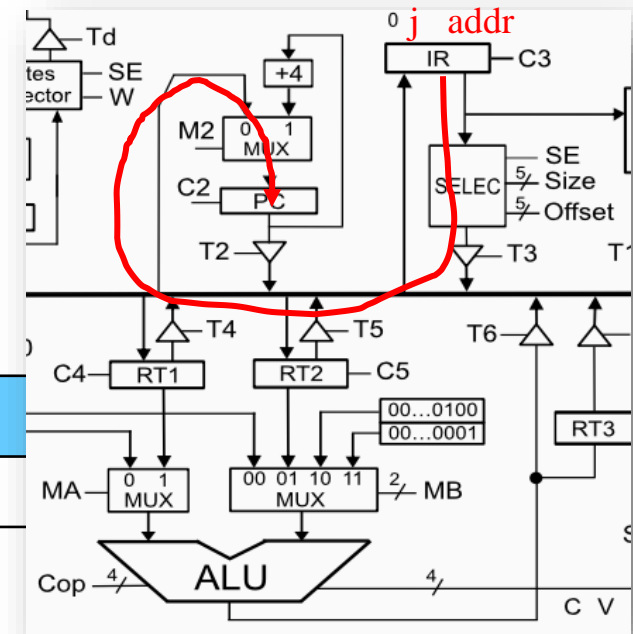 0 j addr
Td
IR
C3
tes
ector
SE
W
+4
M2
0 1
MUX
C2
PC
SELEC
SE
5 Size
5 Offset
T2
T3
T1
T4
T5
T6
C4
RT1
RT2
C5
00...0100
00...0001
RT3
MA
0 1
MUX
00 01 10 11
MUX
2 MB
Cop 4
ALU
4
C V